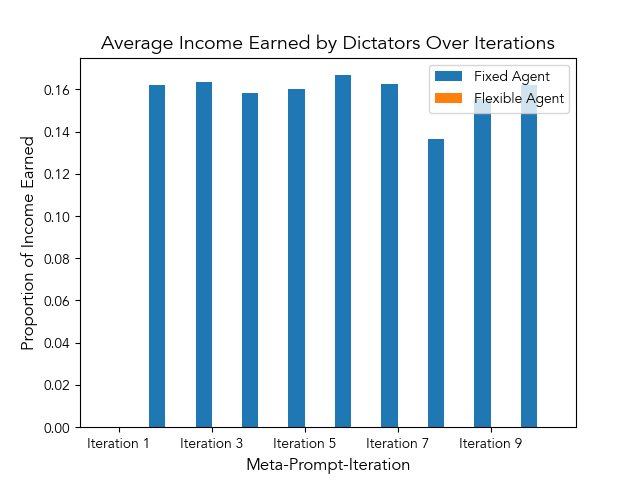 Average Income Earned by Dictators Over Iterations
Fixed Agent
Flexible Agent
Proportion of Income Earned
0.16
0.14
0.12
0.10
0.08
0.06
0.04
0.02
0.00
Iteration 1 Iteration 3 Iteration 5 Iteration 7 Iteration 9
Meta-Prompt-Iteration